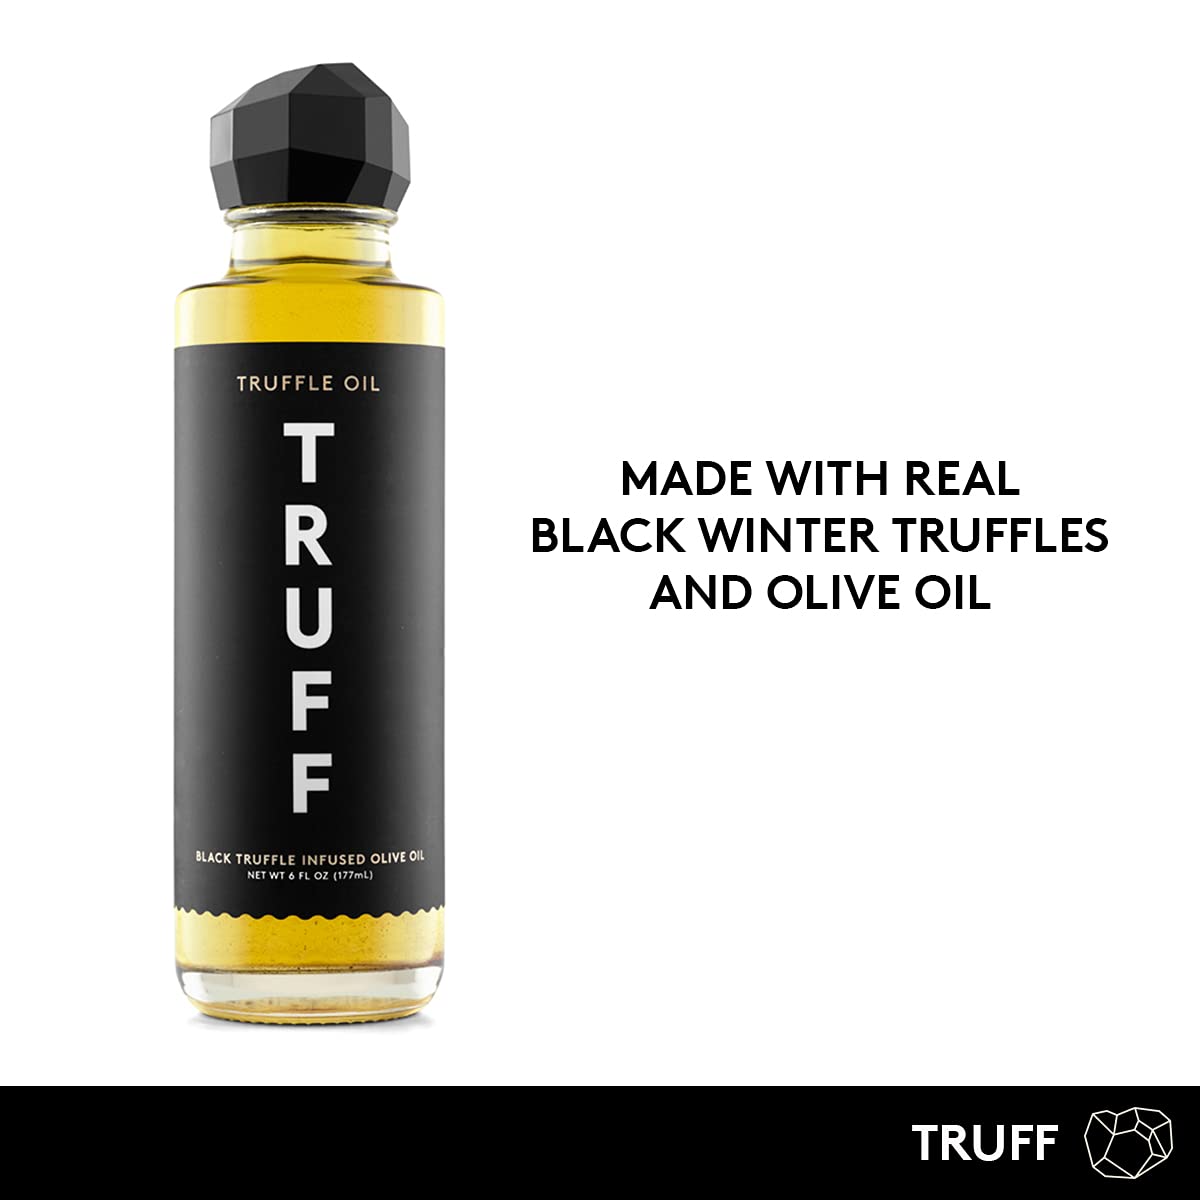 TRUFFLE OIL
TRUFF
BLACK TRUFFLE INFUSED OLIVE OIL
NET WT 6 FL OZ (177mL)
MADE WITH REAL
BLACK WINTER TRUFFLES
AND OLIVE OIL
TRUFF